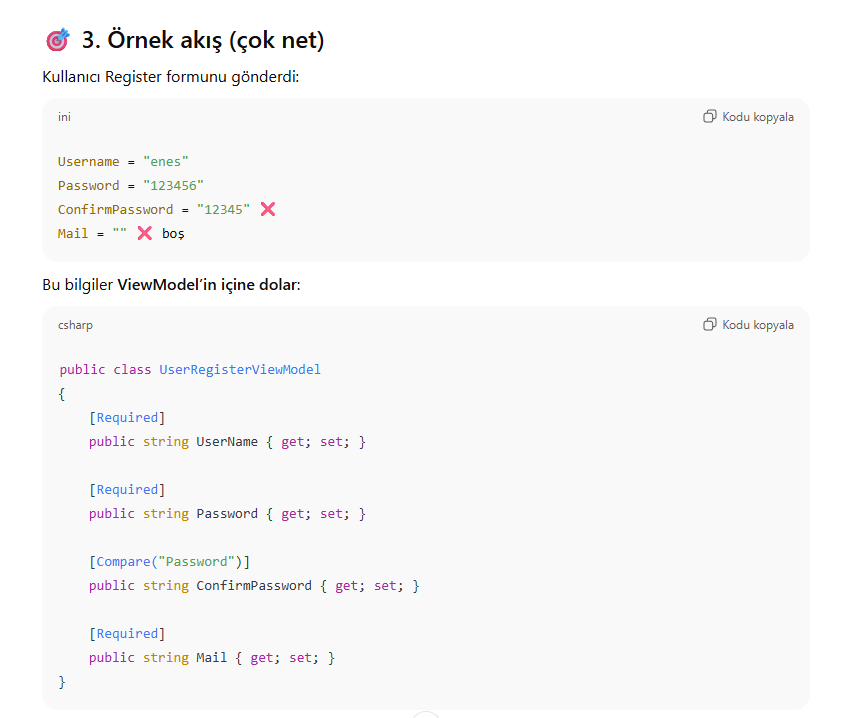 🎯 3. Örnek akış (çok net)
Kullanıcı Register formunu gönderdi:
ini
Kodu kopyala
Username = "enes"
Password = "123456"
ConfirmPassword = "12345" ❌
Mail = "" ❌ boş
Bu bilgiler ViewModel’in içine dolar:
csharp
Kodu kopyala
public class UserRegisterViewModel
{
    [Required]
    public string UserName { get; set; }

    [Required]
    public string Password { get; set; }

    [Compare("Password")]
    public string ConfirmPassword { get; set; }

    [Required]
    public string Mail { get; set; }
}